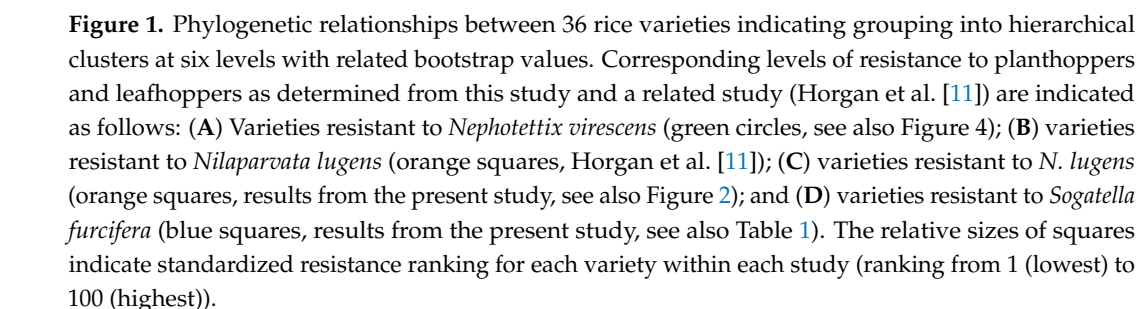 Figure 1. Phylogenetic relationships between 36 rice varieties indicating grouping into hierarchical
clusters at six levels with related bootstrap values. Corresponding levels of resistance to planthoppers
and leafhoppers as determined from this study and a related study (Horgan et al. [11]) are indicated
as follows: (A) Varieties resistant to Nephotettix virescens (green circles, see also Figure 4); (B) varieties
resistant to Nilaparvata lugens (orange squares, Horgan et al. [11]); (C) varieties resistant to N. lugens
(orange squares, results from the present study, see also Figure 2); and (D) varieties resistant to Sogatella
furcifera (blue squares, results from the present study, see also Table 1). The relative sizes of squares
indicate standardized resistance ranking for each variety within each study (ranking from 1 (lowest) to
100 (highest)).